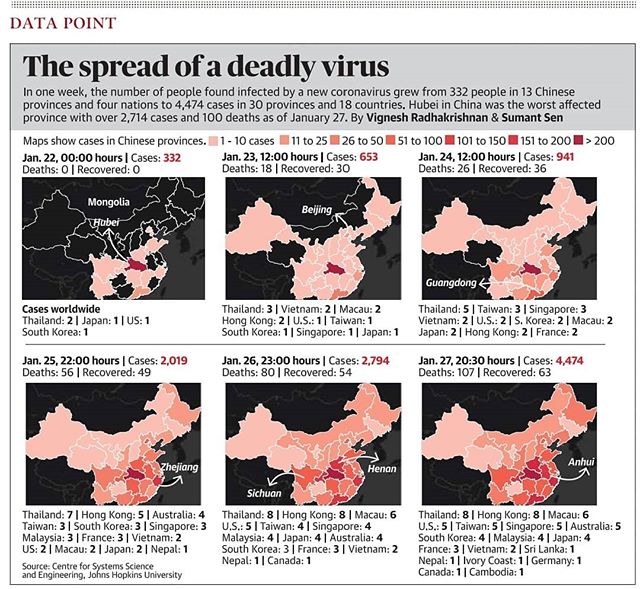 DATA POINT
The spread of a deadly virus
In one week, the number of people found infected by a new coronavirus grew from 332 people in 13 Chinese
provinces and four nations to 4,474 cases in 30 provinces and 18 countries. Hubei in China was the worst affected
province with over 2,714 cases and 100 deaths as of January 27. By Vignesh Radhakrishnan & Sumant Sen
Maps show cases in Chinese provinces. 1 - 10 cases 11 to 25 26 to 50 51 to 100 101 to 150 151 to 200 > 200
Jan. 22, 00:00 hours | Cases: 332
Deaths: 0 | Recovered: 0
Mongolia
Hubei
Cases worldwide
Thailand: 2 | Japan: 1 | US: 1
South Korea: 1
Jan. 23, 12:00 hours | Cases: 653
Deaths: 18 | Recovered: 30
Beijing
Thailand: 3 | Vietnam: 2 | Macau: 2
Hong Kong: 2 | U.S.: 1 | Taiwan: 1
South Korea: 1 | Singapore: 1 | Japan: 1
Jan. 24, 12:00 hours | Cases: 941
Deaths: 26 | Recovered: 36
Guangdong
Thailand: 5 | Taiwan: 3 | Singapore: 3
Vietnam: 2 | U.S.: 2 | S. Korea: 2 | Macau: 2
Japan: 2 | Hong Kong: 2 | France: 2
Jan. 25, 22:00 hours | Cases: 2,019
Deaths: 56 | Recovered: 49
Zhejiang
Thailand: 7 | Hong Kong: 5 | Australia: 4
Taiwan: 3 | South Korea: 3 | Singapore: 3
Malaysia: 3 | France: 3 | Vietnam: 2
US: 2 | Macau: 2 | Japan: 2 | Nepal: 1
Source: Centre for Systems Science
and Engineering, Johns Hopkins University
Jan. 26, 23:00 hours | Cases: 2,794
Deaths: 80 | Recovered: 54
Henan
Sichuan
Thailand: 8 | Hong Kong: 8 | Macau: 6
U.S.: 5 | Taiwan: 4 | Singapore: 4
Malaysia: 4 | Japan: 4 | Australia: 4
South Korea: 3 | France: 3 | Vietnam: 2
Nepal: 1 | Canada: 1
Jan. 27, 20:30 hours | Cases: 4,474
Deaths: 107 | Recovered: 63
Anhui
Thailand: 8 | Hong Kong: 8 | Macau: 6
U.S.: 5 | Taiwan: 5 | Singapore: 5 | Australia: 5
South Korea: 4 | Malaysia: 4 | Japan: 4
France: 3 | Vietnam: 2 | Sri Lanka: 1
Nepal: 1 | Ivory Coast: 1 | Germany: 1
Canada: 1 | Cambodia: 1